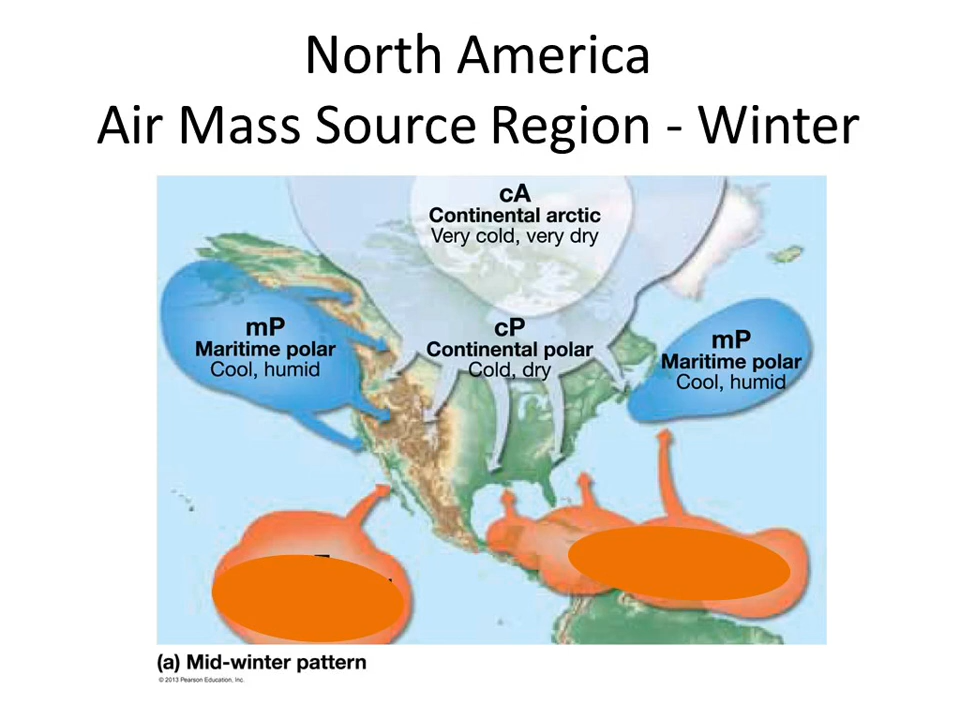 North America
Air Mass Source Region - Winter
cA
Continental arctic
Very cold, very dry
mP
Maritime polar
Cool, humid
cP
Continental polar
Cold, dry
mP
Maritime polar
Cool, humid
(a) Mid-winter pattern
© 2013 Pearson Education, Inc.